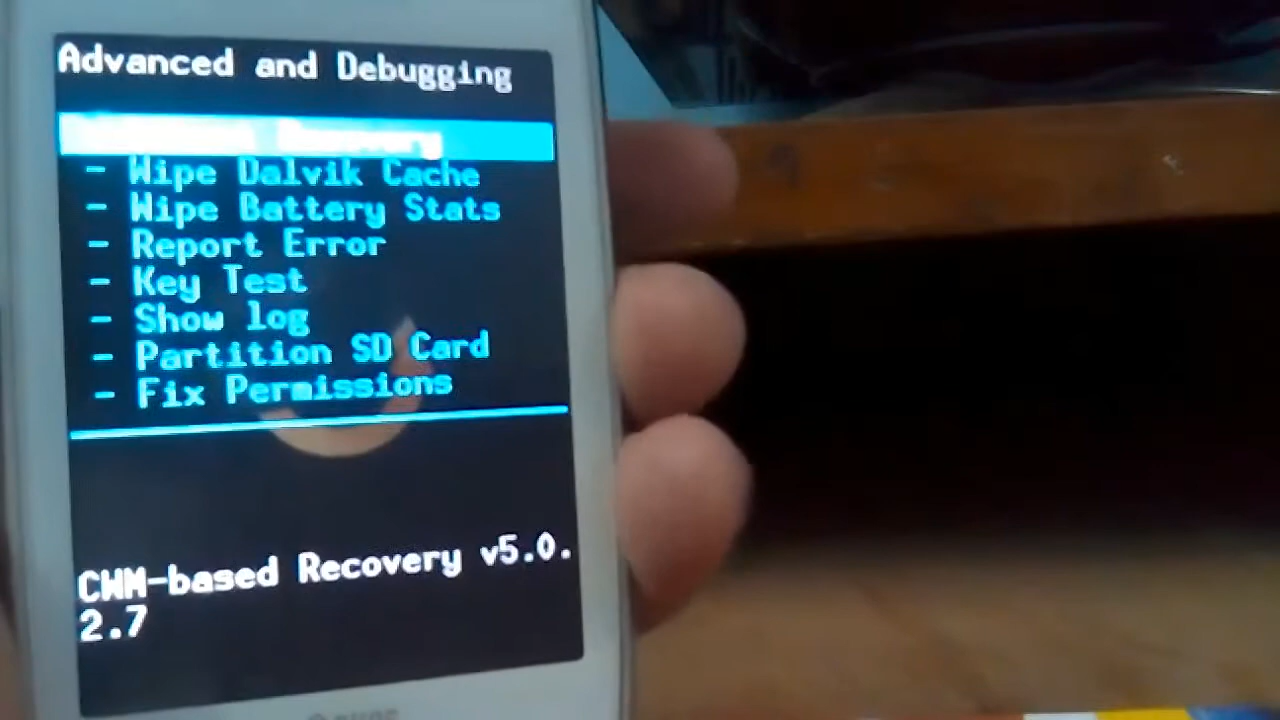 Advanced and Debugging
Recovery
- Wipe Dalvik Cache
- Wipe Battery Stats
- Report Error
- Key Test
- Show log
- Partition SD Card
- Fix Permissions
CWM-based Recovery v5.0.
2.7